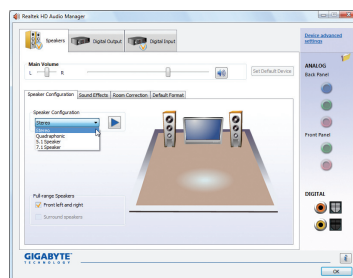 Realtek HD Audio Manager
Speakers
Digital Output
Digital Input
Device advanced settings
Main Volume
L
R
Set Default Device
ANALOG
Back Panel
Speaker Configuration
Sound Effects
Room Correction
Default Format
Speaker Configuration
Stereo
Stereo
Quadraphonic
5.1 Speaker
7.1 Speaker
Front Panel
Full-range Speakers
Front left and right
Surround speakers
DIGITAL
GIGABYTE
TECHNOLOGY
i
OK